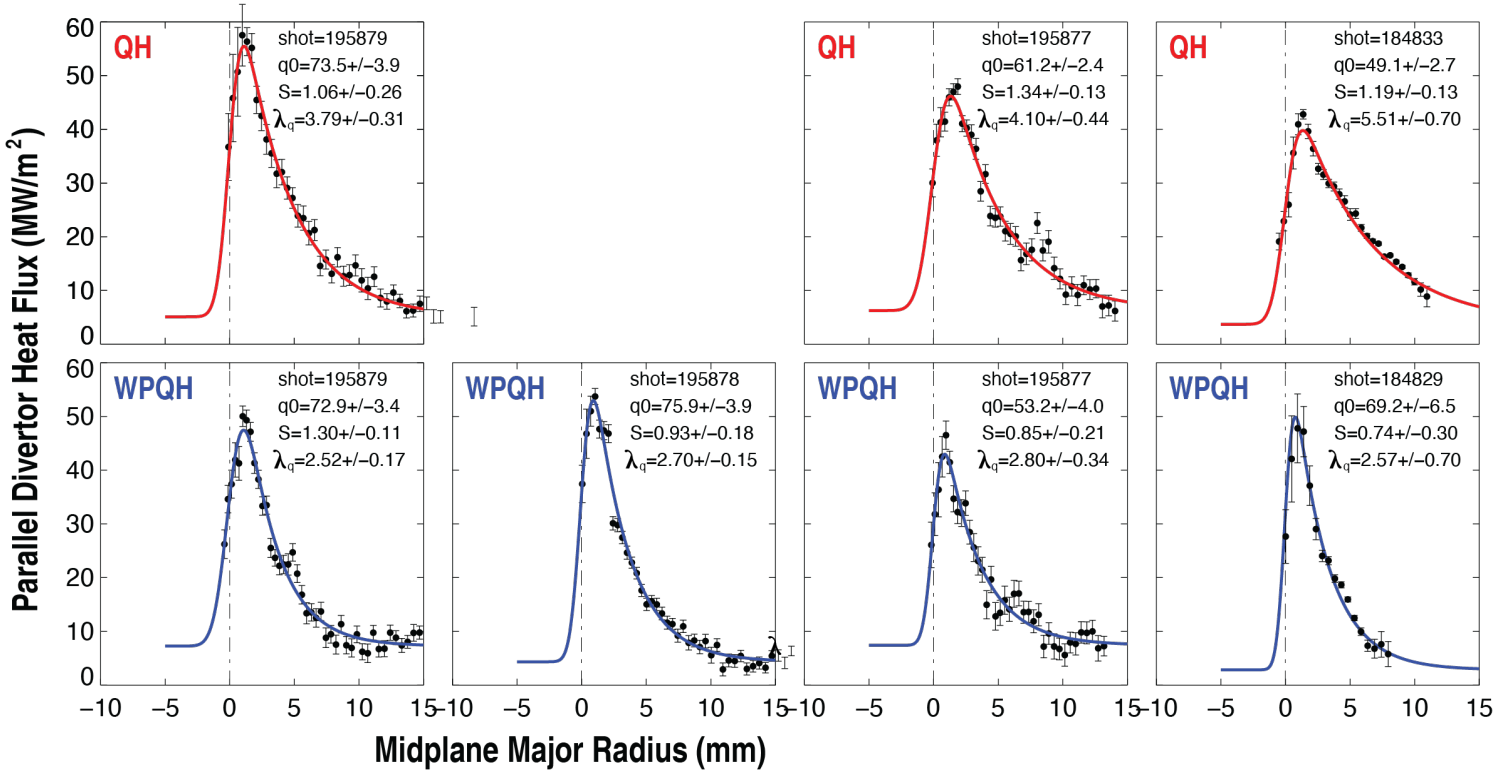 Parallel Divertor Heat Flux (MW/m²)
60
50
40
30
20
10
0
QH
shot=195879
q0=73.5+/−3.9
S=1.06+/−0.26
λq=3.79+/−0.31
QH
shot=195877
q0=61.2+/−2.4
S=1.34+/−0.13
λq=4.10+/−0.44
QH
shot=184833
q0=49.1+/−2.7
S=1.19+/−0.13
λq=5.51+/−0.70
60
50
40
30
20
10
0
WPQH
shot=195879
q0=72.9+/−3.4
S=1.30+/−0.11
λq=2.52+/−0.17
WPQH
shot=195878
q0=75.9+/−3.9
S=0.93+/−0.18
λq=2.70+/−0.15
λ
WPQH
shot=195877
q0=53.2+/−4.0
S=0.85+/−0.21
λq=2.80+/−0.34
WPQH
shot=184829
q0=69.2+/−6.5
S=0.74+/−0.30
λq=2.57+/−0.70
−10 −5 0 5 10 15 −10 −5 0 5 10 15 −10 −5 0 5 10 15 −10 −5 0 5 10 15
Midplane Major Radius (mm)